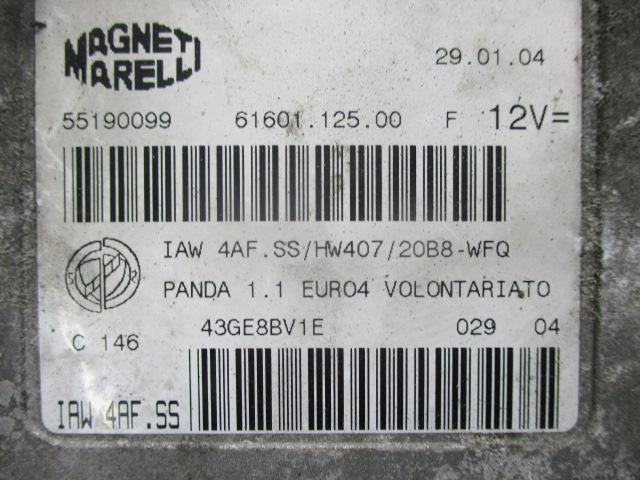 MAGNETI
MARELLI
29.01.04
55190099 61601.125.00 F 12V=
IAW 4AF.SS/HW407/20B8-WFQ
PANDA 1.1 EURO4 VOLONTARIATO
C 146 43GE8BV1E 029 04
IAW 4AF.SS